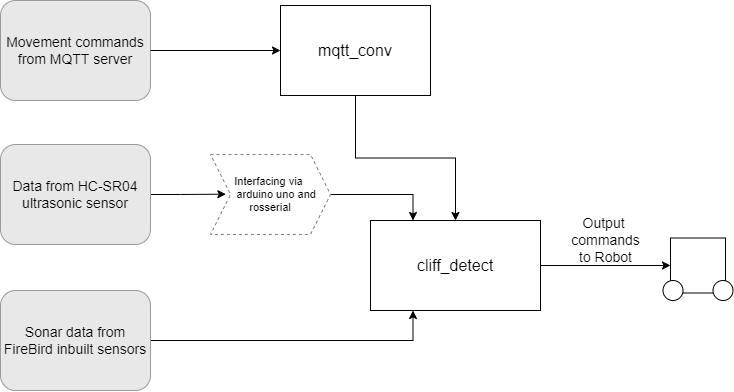 Movement commands
from MQTT server
mqtt_conv
Data from HC-SR04
ultrasonic sensor
Interfacing via
arduino uno and
rosserial
Output
commands
to Robot
cliff_detect
Sonar data from
FireBird inbuilt sensors